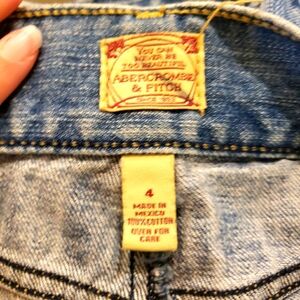 YOU CAN
NEVER BE
TOO BEAUTIFUL
ABERCROMBIE
& FITCH
SINCE 1892
4
MADE IN
MEXICO
100% COTTON
OVER FOR
CARE